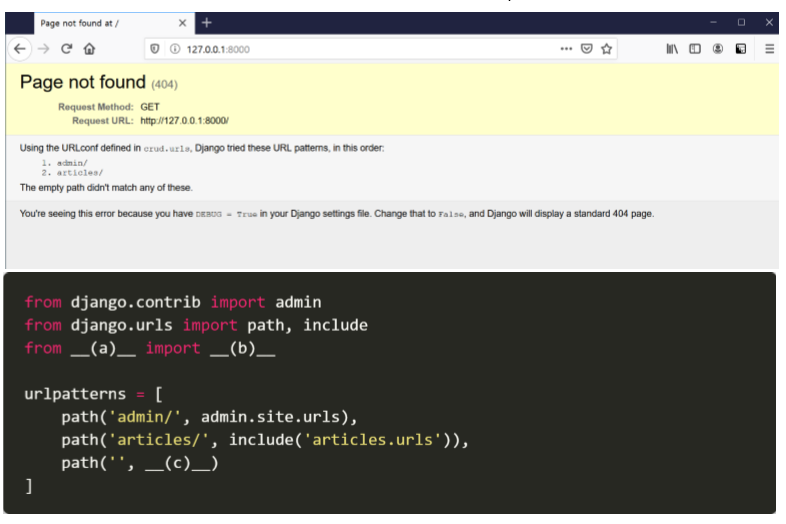 Page not found at /
127.0.0.1:8000
Page not found (404)
Request Method: GET
Request URL: http://127.0.0.1:8000/
Using the URLconf defined in crud.urls, Django tried these URL patterns, in this order:
1. admin/
2. articles/
The empty path didn't match any of these.
You're seeing this error because you have DEBUG = True in your Django settings file. Change that to False, and Django will display a standard 404 page.
from django.contrib import admin
from django.urls import path, include
from __(a)__ import __(b)__
urlpatterns = [
    path('admin/', admin.site.urls),
    path('articles/', include('articles.urls')),
    path('', __(c)__)
]